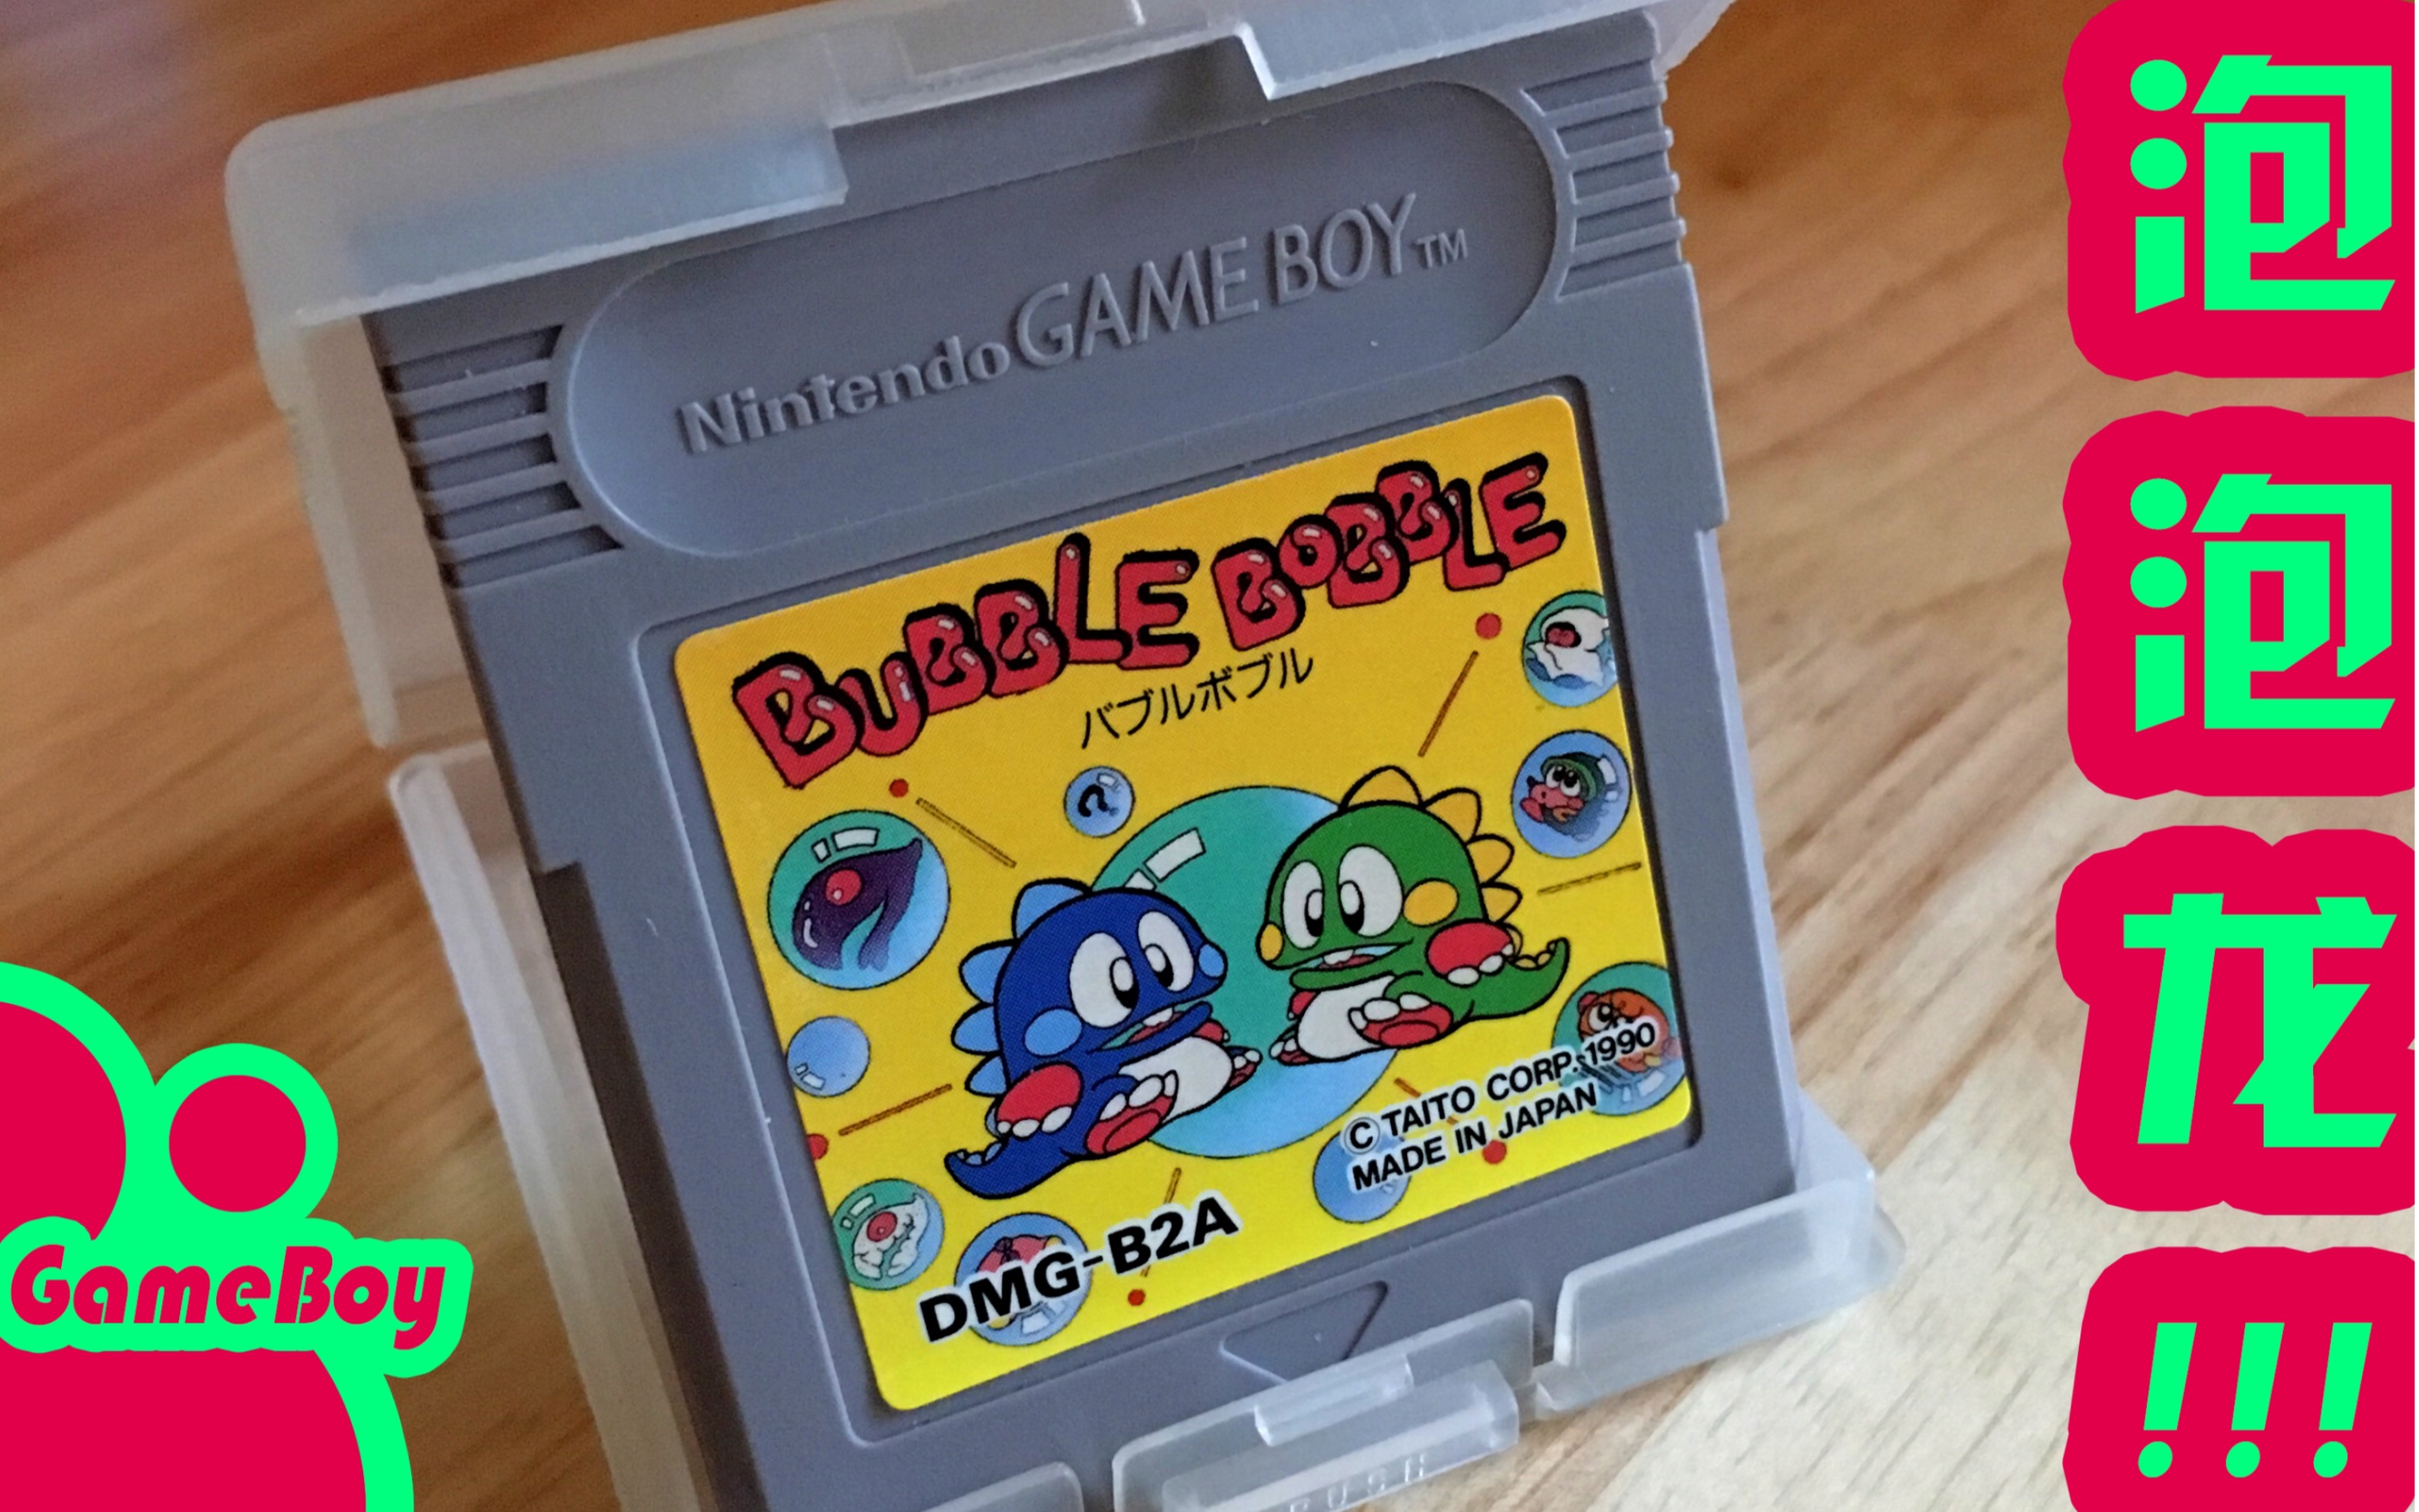 Nintendo GAME BOY TM
BUBBLE BOBBLE
バブルボブル
?
© TAITO CORP. 1990
MADE IN JAPAN
DMG-B2A
PUSH
GameBoy
泡
泡
龙
!!!